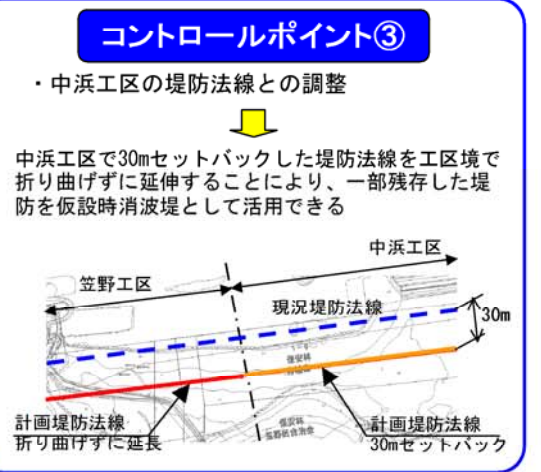 コントロールポイント③
・中浜工区の堤防法線との調整
中浜工区で30mセットバックした堤防法線を工区境で
折り曲げずに延伸することにより、一部残存した堤
防を仮設時消波堤として活用できる
中浜工区
笠野工区
現況堤防法線
30m
保安林
計画堤防法線
折り曲げずに延長
保安林
計画堤防法線
30mセットバック